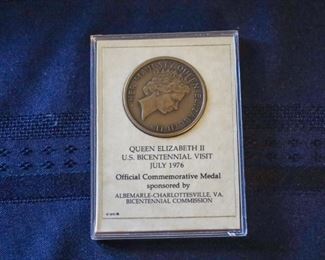 QUEEN ELIZABETH II
U.S. BICENTENNIAL VISIT
JULY 1976
Official Commemorative Medal
sponsored by
ALBEMARLE-CHARLOTTESVILLE, VA.
BICENTENNIAL COMMISSION